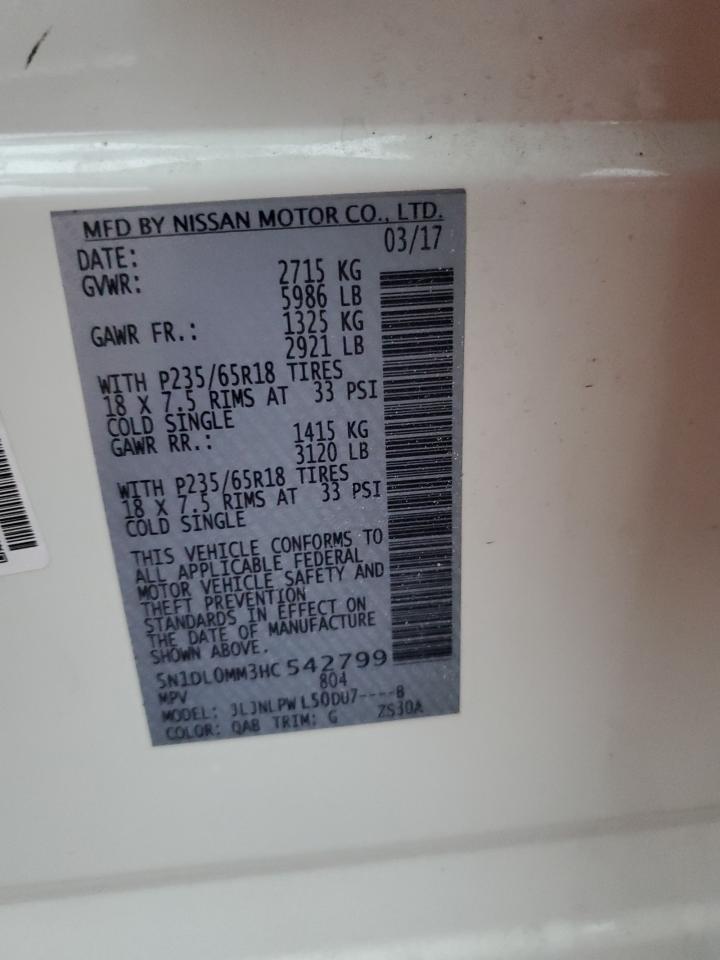 MFD BY NISSAN MOTOR CO., LTD.
DATE: 03/17
GVWR: 2715 KG
5986 LB
GAWR FR.: 1325 KG
2921 LB
WITH P235/65R18 TIRES
18 X 7.5 RIMS AT 33 PSI
COLD SINGLE
GAWR RR.: 1415 KG
3120 LB
WITH P235/65R18 TIRES
18 X 7.5 RIMS AT 33 PSI
COLD SINGLE
THIS VEHICLE CONFORMS TO
ALL APPLICABLE FEDERAL
MOTOR VEHICLE SAFETY AND
THEFT PREVENTION
STANDARDS IN EFFECT ON
THE DATE OF MANUFACTURE
SHOWN ABOVE.
5N1DL0MM3HC542799
MPV 804
MODEL: JLJNLPW L50DU7----B
COLOR: QAB TRIM: G ZS30A